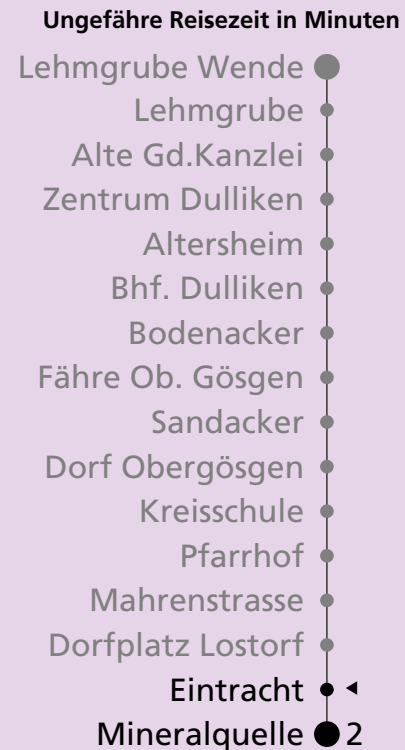 Ungefähre Reisezeit in Minuten
Lehmgrube Wende
Lehmgrube
Alte Gd.Kanzlei
Zentrum Dulliken
Altersheim
Bhf. Dulliken
Bodenacker
Fähre Ob. Gösgen
Sandacker
Dorf Obergösgen
Kreisschule
Pfarrhof
Mahrenstrasse
Dorfplatz Lostorf
Eintracht
Mineralquelle 2